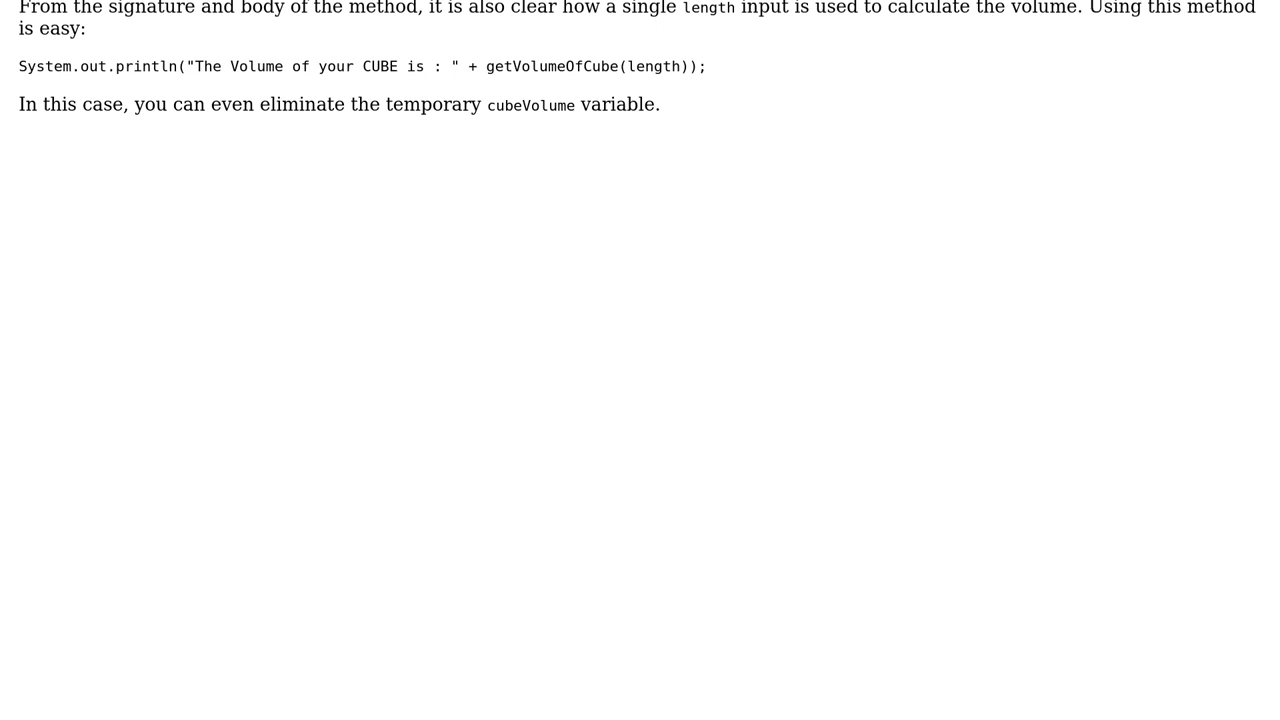 From the signature and body of the method, it is also clear how a single length input is used to calculate the volume. Using this method
is easy:
System.out.println("The Volume of your CUBE is : " + getVolumeOfCube(length));
In this case, you can even eliminate the temporary cubeVolume variable.